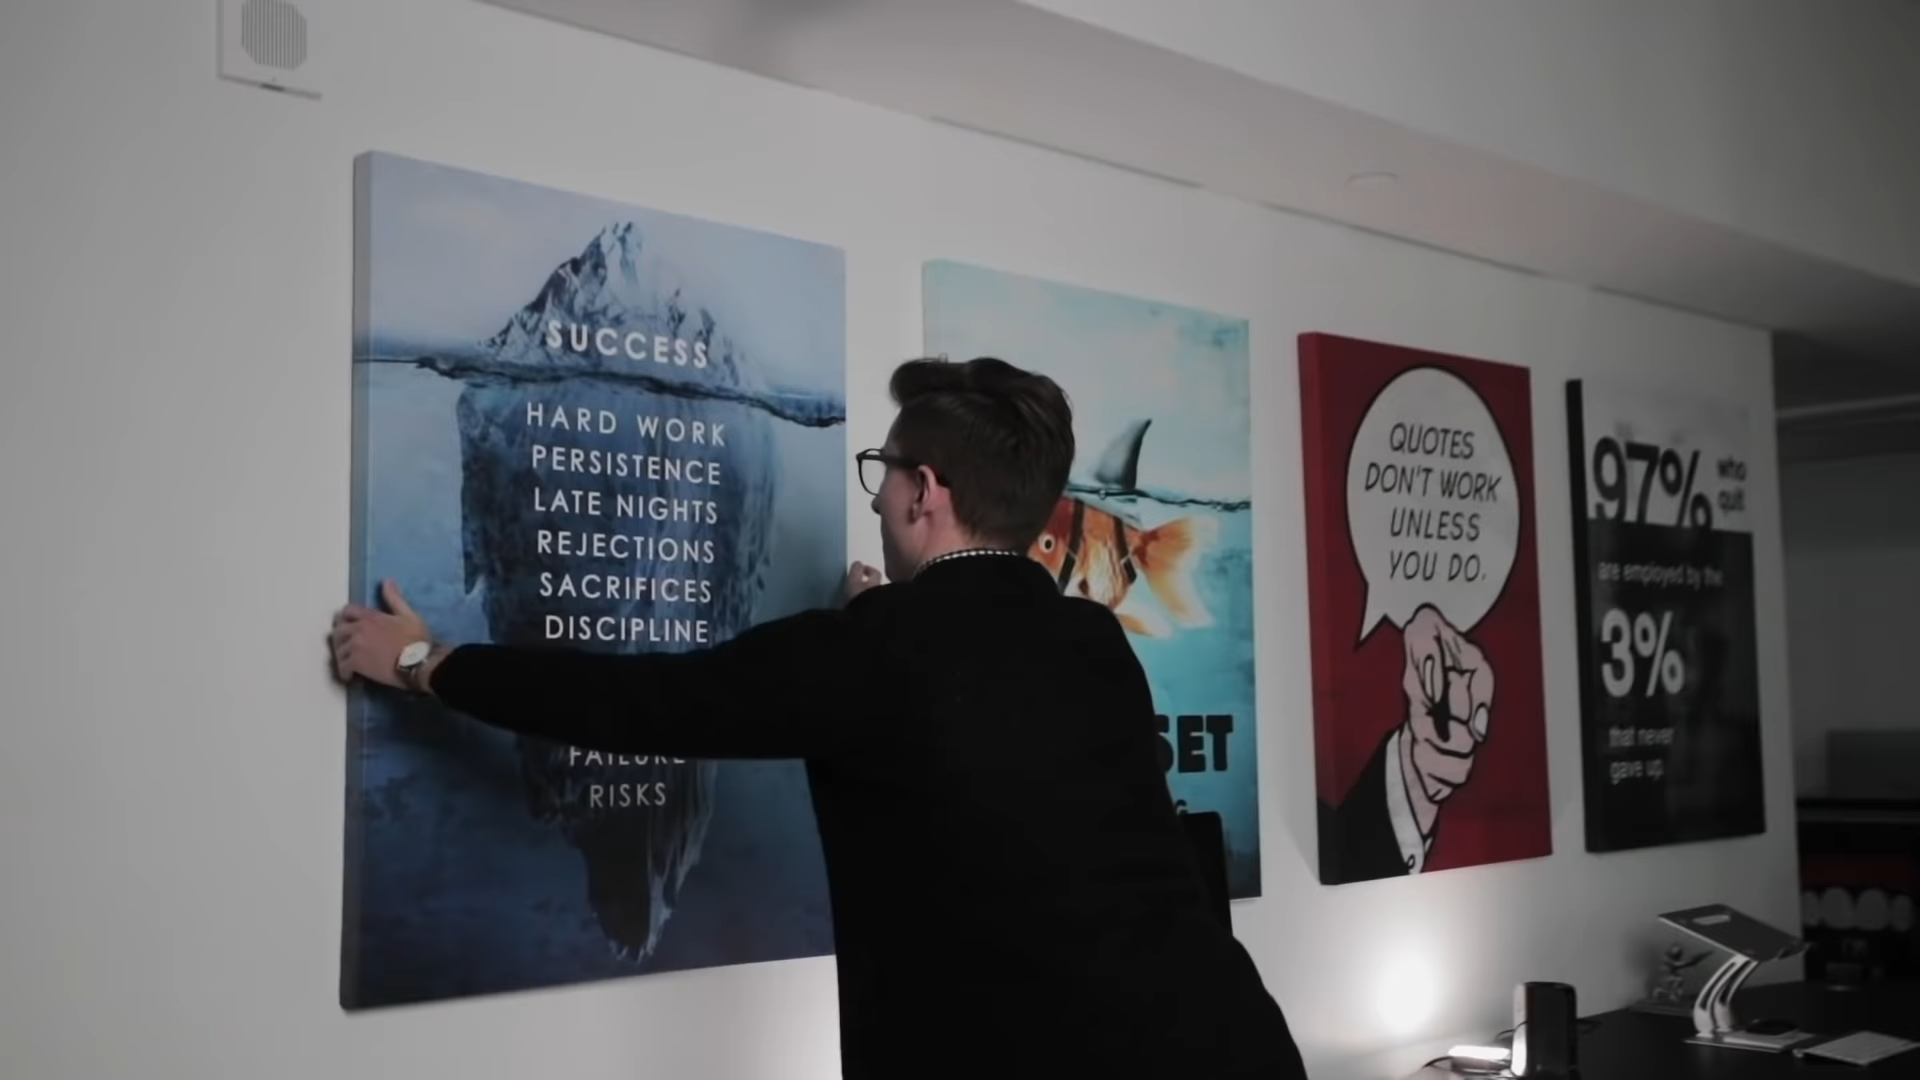 SUCCESS
HARD WORK
PERSISTENCE
LATE NIGHTS
REJECTIONS
SACRIFICES
DISCIPLINE
FAILURE
RISKS
SET
QUOTES
DON'T WORK
UNLESS
YOU DO.
97% who
quit
are employed by the
3%
that never
gave up